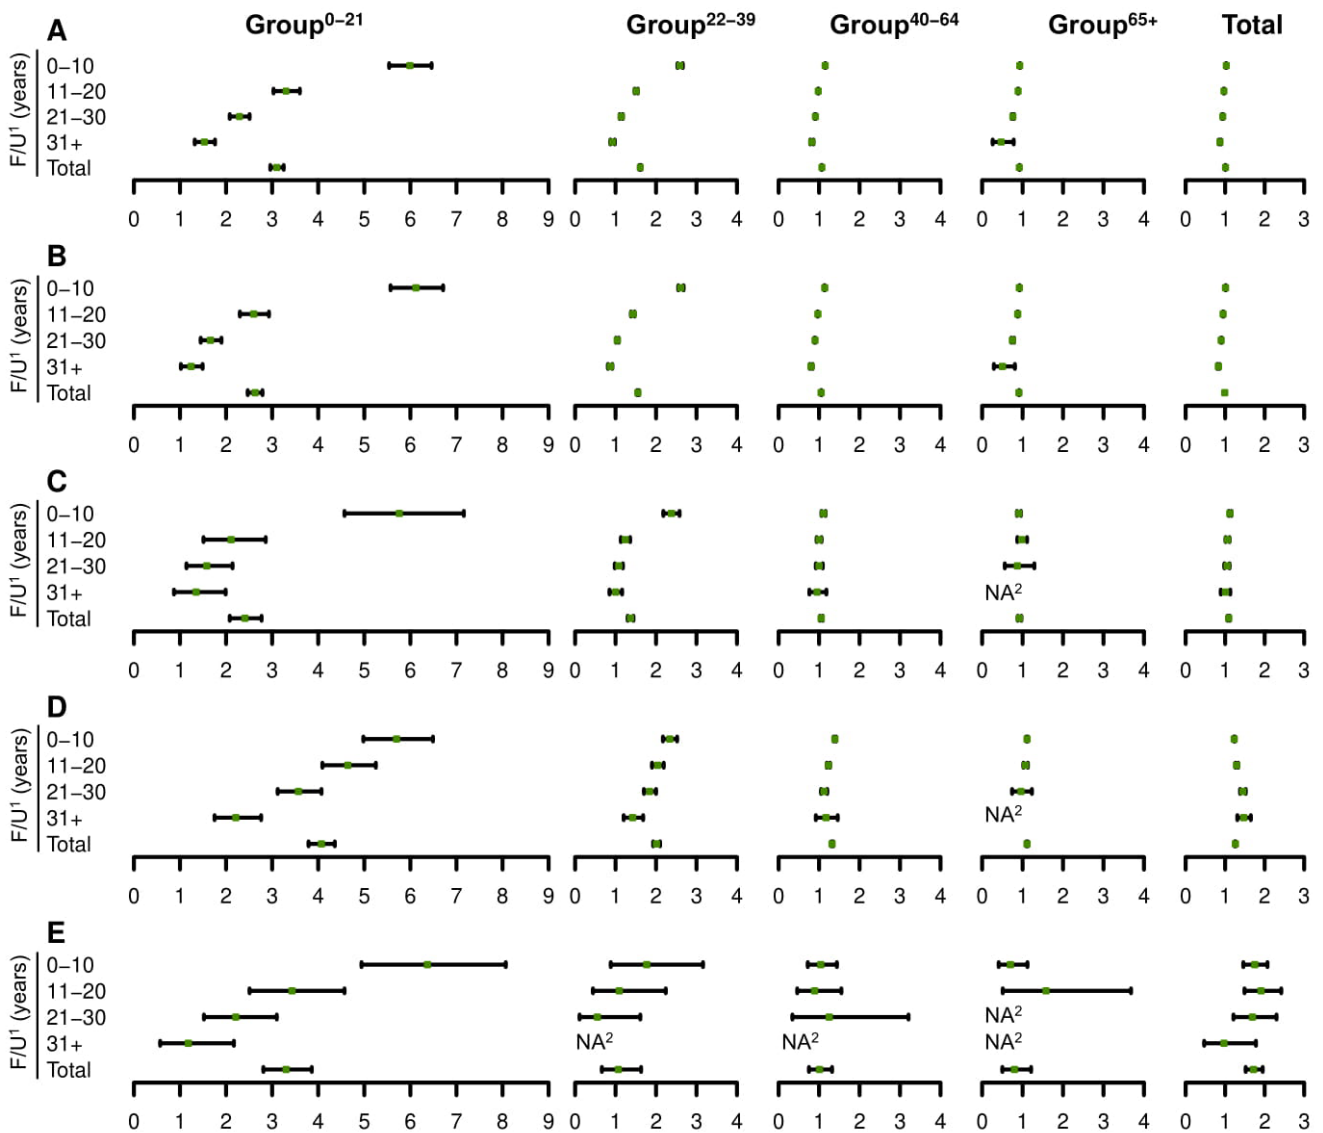 A Group0−21 Group22−39 Group40−64 Group65+ Total
F/U1 (years)
0−10
11−20
21−30
31+
Total
0 1 2 3 4 5 6 7 8 9 0 1 2 3 4 0 1 2 3 4 0 1 2 3 4 0 1 2 3
B
F/U1 (years)
0−10
11−20
21−30
31+
Total
0 1 2 3 4 5 6 7 8 9 0 1 2 3 4 0 1 2 3 4 0 1 2 3 4 0 1 2 3
C
F/U1 (years)
0−10
11−20
21−30
31+ NA2
Total
0 1 2 3 4 5 6 7 8 9 0 1 2 3 4 0 1 2 3 4 0 1 2 3 4 0 1 2 3
D
F/U1 (years)
0−10
11−20
21−30
31+ NA2
Total
0 1 2 3 4 5 6 7 8 9 0 1 2 3 4 0 1 2 3 4 0 1 2 3 4 0 1 2 3
E
F/U1 (years)
0−10
11−20
21−30 NA2
31+ NA2 NA2 NA2
Total
0 1 2 3 4 5 6 7 8 9 0 1 2 3 4 0 1 2 3 4 0 1 2 3 4 0 1 2 3